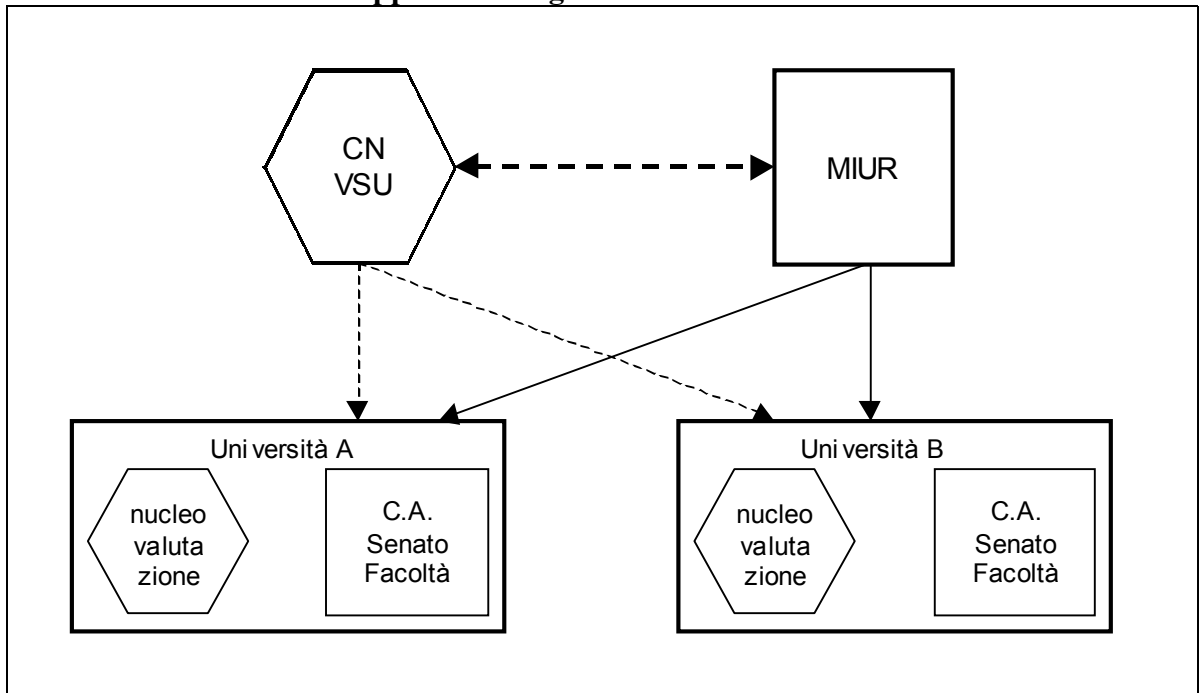 CN
VSU
MIUR
Università A
nucleo
valuta
zione
C.A.
Senato
Facoltà
Università B
nucleo
valuta
zione
C.A.
Senato
Facoltà